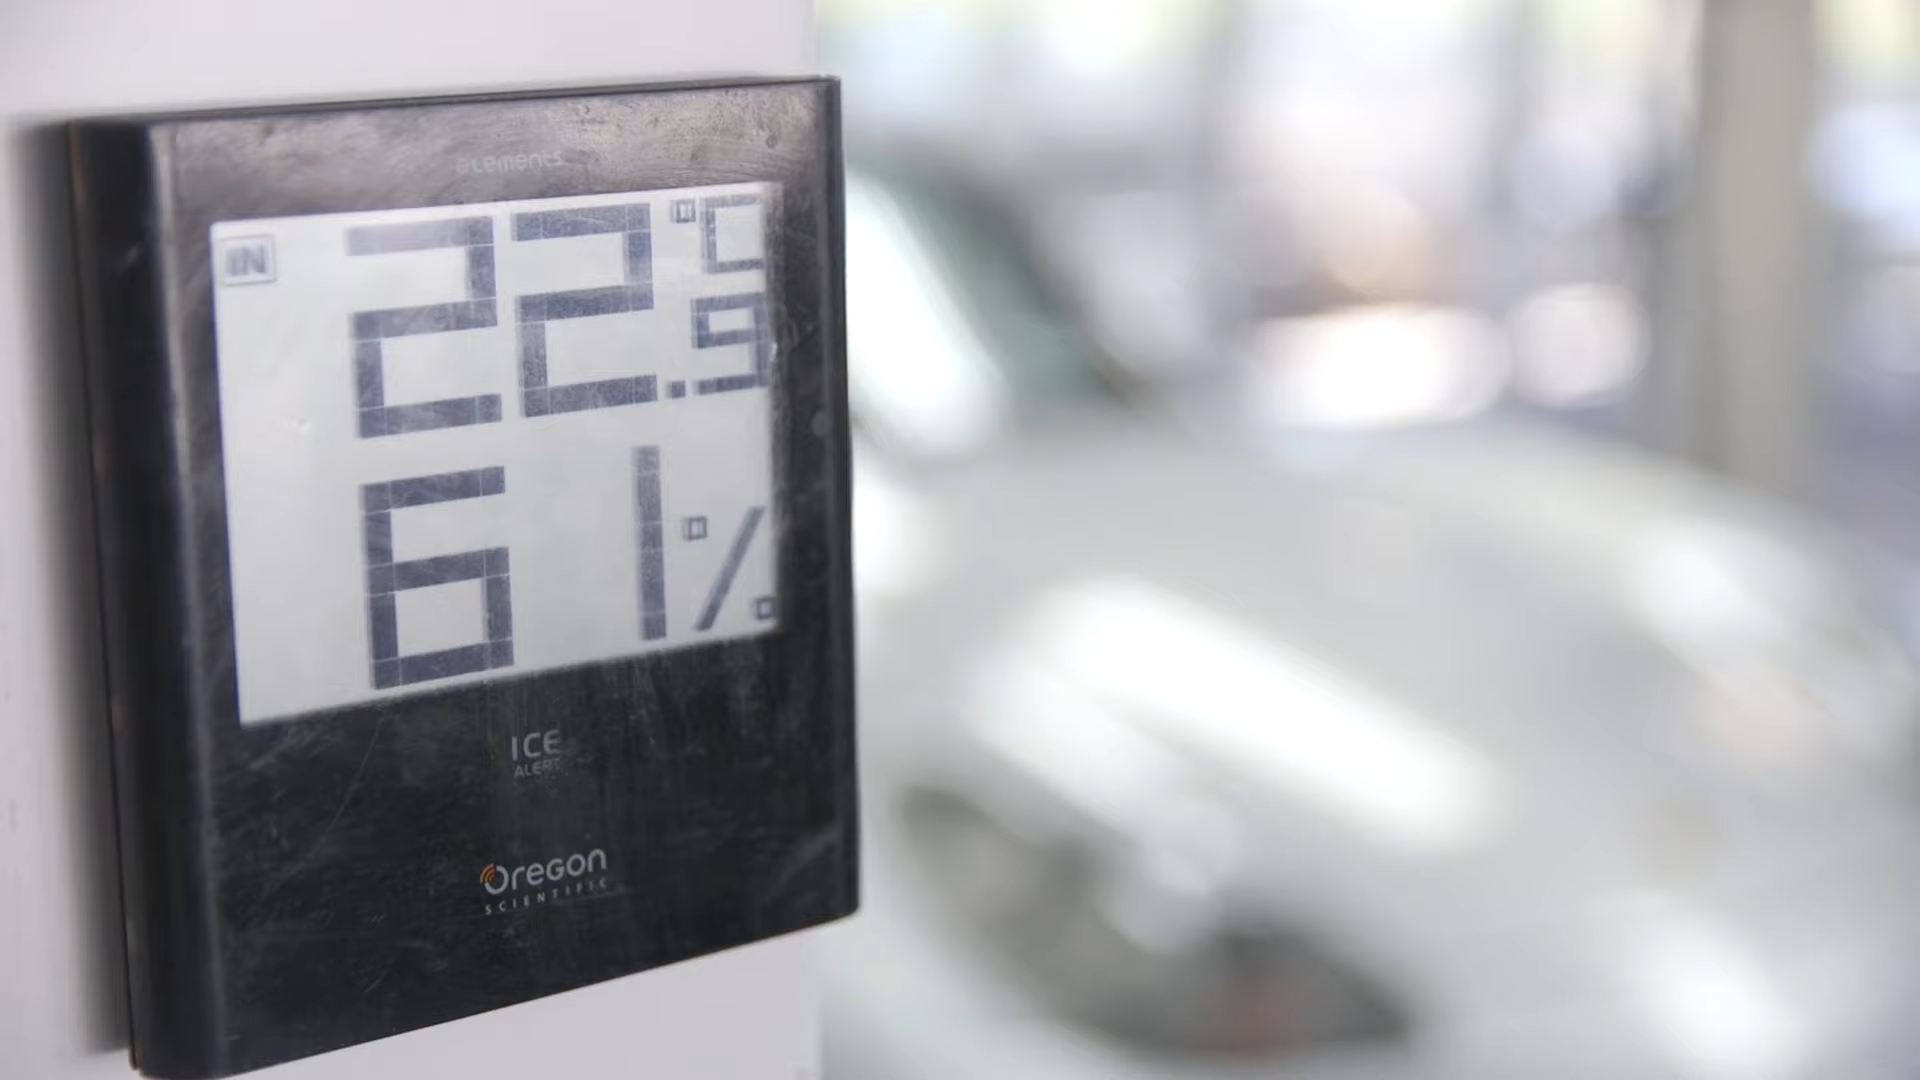 elements
IN 22.9 °C
61%
ICE
ALERT
Oregon
SCIENTIFIC